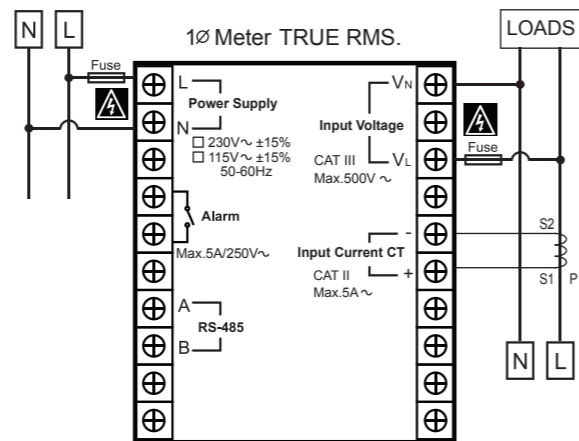 N L
1Ø Meter TRUE RMS.
LOADS
Fuse
L
Power Supply
N
☐ 230V∼ ±15%
☐ 115V∼ ±15%
50-60Hz
Alarm
Max.5A/250V∼
A
RS-485
B
VN
Input Voltage
CAT III
VL
Max.500V ∼
Fuse
-
Input Current CT
CAT II
+
Max.5A∼
S2
S1 P1
N L